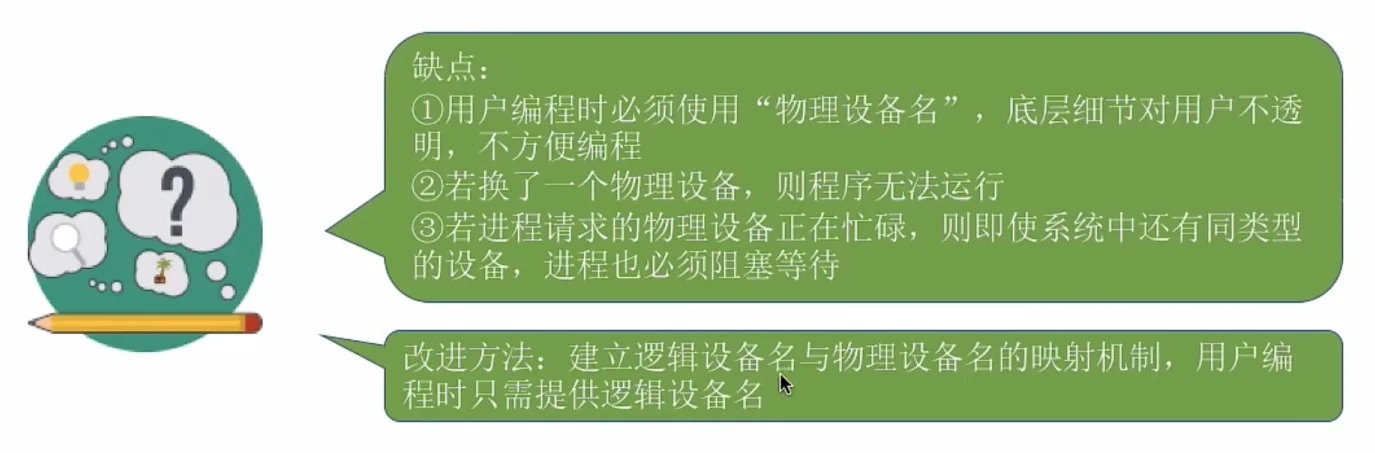 缺点：
①用户编程时必须使用“物理设备名”，底层细节对用户不透
明，不方便编程
②若换了一个物理设备，则程序无法运行
③若进程请求的物理设备正在忙碌，则即使系统中还有同类型
的设备，进程也必须阻塞等待
?
改进方法：建立逻辑设备名与物理设备名的映射机制，用户编
程时只需提供逻辑设备名